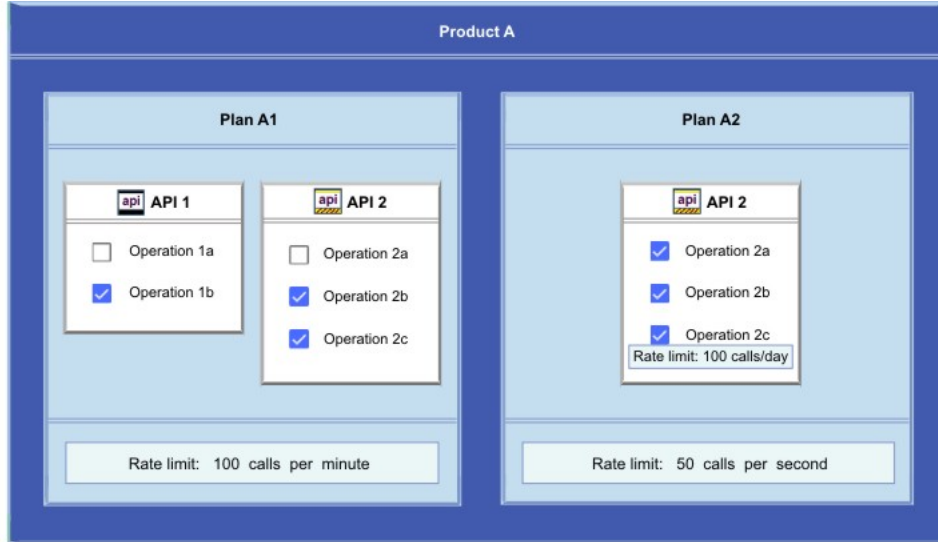 Product A
Plan A1
api API 1
Operation 1a
Operation 1b
api API 2
Operation 2a
Operation 2b
Operation 2c
Rate limit: 100 calls per minute
Plan A2
api API 2
Operation 2a
Operation 2b
Operation 2c
Rate limit: 100 calls/day
Rate limit: 50 calls per second